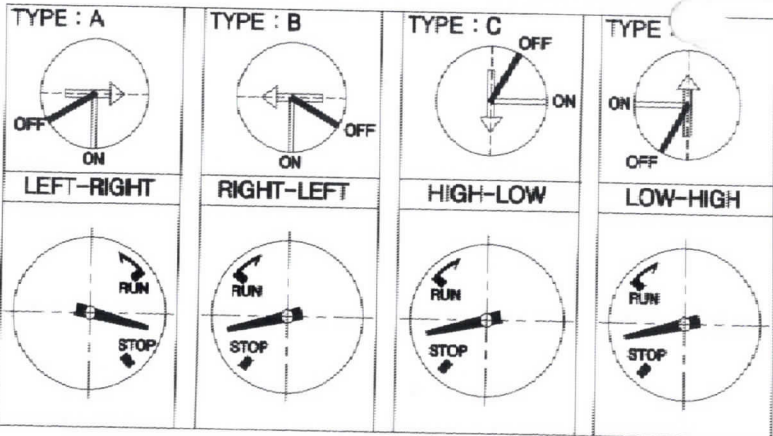 TYPE : A
OFF
ON
LEFT-RIGHT
RUN
STOP
TYPE : B
OFF
ON
RIGHT-LEFT
RUN
STOP
TYPE : C
OFF
ON
HIGH-LOW
RUN
STOP
TYPE :
ON
OFF
LOW-HIGH
RUN
STOP